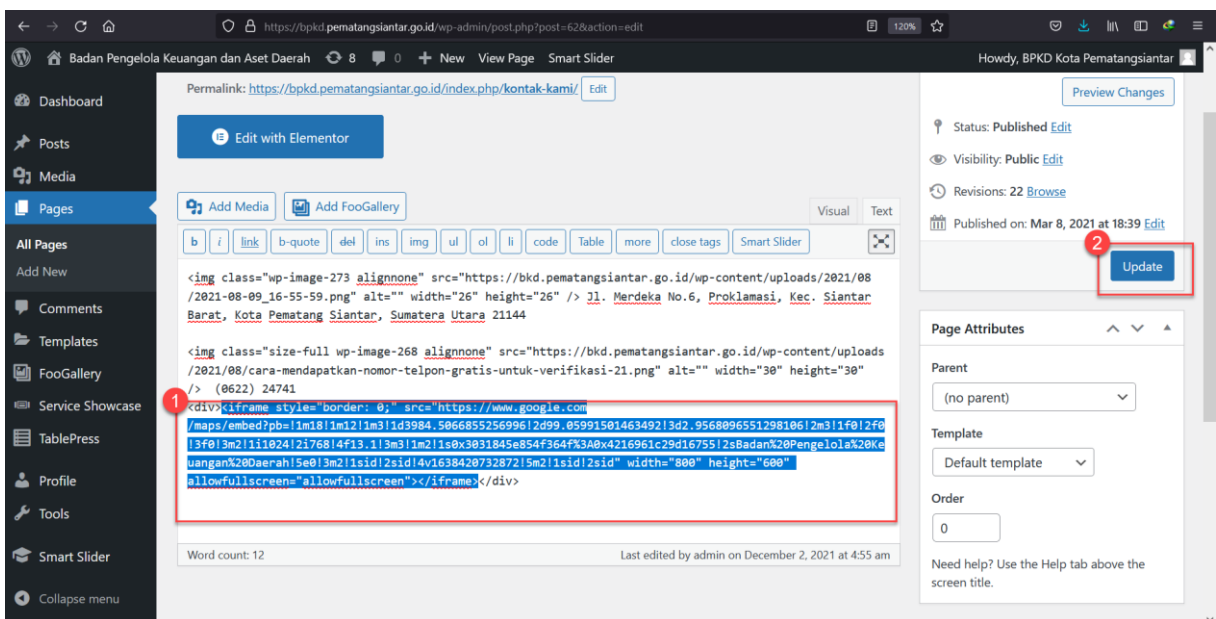 https://bpkd.pematangsiantar.go.id/wp-admin/post.php?post=62&action=edit 120%
Badan Pengelola Keuangan dan Aset Daerah 8 0 + New View Page Smart Slider Howdy, BPKD Kota Pematangsiantar
Dashboard
Posts
Media
Pages
All Pages
Add New
Comments
Templates
FooGallery
Service Showcase
TablePress
Profile
Tools
Smart Slider
Collapse menu
Permalink: https://bpkd.pematangsiantar.go.id/index.php/kontak-kami/ Edit
Edit with Elementor
Add Media Add FooGallery Visual Text
b i link b-quote del ins img ul ol li code Table more close tags Smart Slider
<img class="wp-image-273 alignnone" src="https://bkd.pematangsiantar.go.id/wp-content/uploads/2021/08
/2021-08-09_16-55-59.png" alt="" width="26" height="26" /> Jl. Merdeka No.6, Proklamasi, Kec. Siantar
Barat, Kota Pematang Siantar, Sumatera Utara 21144
<img class="size-full wp-image-268 alignnone" src="https://bkd.pematangsiantar.go.id/wp-content/uploads
/2021/08/cara-mendapatkan-nomor-telpon-gratis-untuk-verifikasi-21.png" alt="" width="30" height="30"
/> (0622) 24741
1
<div><iframe style="border: 0;" src="https://www.google.com
/maps/embed?pb=!1m18!1m12!1m3!1d3984.5066855256996!2d99.05991501463492!3d2.9568096551298106!2m3!1f0!2f0
!3f0!3m2!1i1024!2i768!4f13.1!3m3!1m2!1s0x3031845e854f364f%3A0x4216961c29d16755!2sBadan%20Pengelola%20Ke
uangan%20Daerah!5e0!3m2!1sid!2sid!4v1638420732872!5m2!1sid!2sid" width="800" height="600"
allowfullscreen="allowfullscreen"></iframe></div>
Word count: 12 Last edited by admin on December 2, 2021 at 4:55 am
Preview Changes
Status: Published Edit
Visibility: Public Edit
Revisions: 22 Browse
Published on: Mar 8, 2021 at 18:39 Edit
2
Update
Page Attributes
Parent
(no parent)
Template
Default template
Order
0
Need help? Use the Help tab above the
screen title.